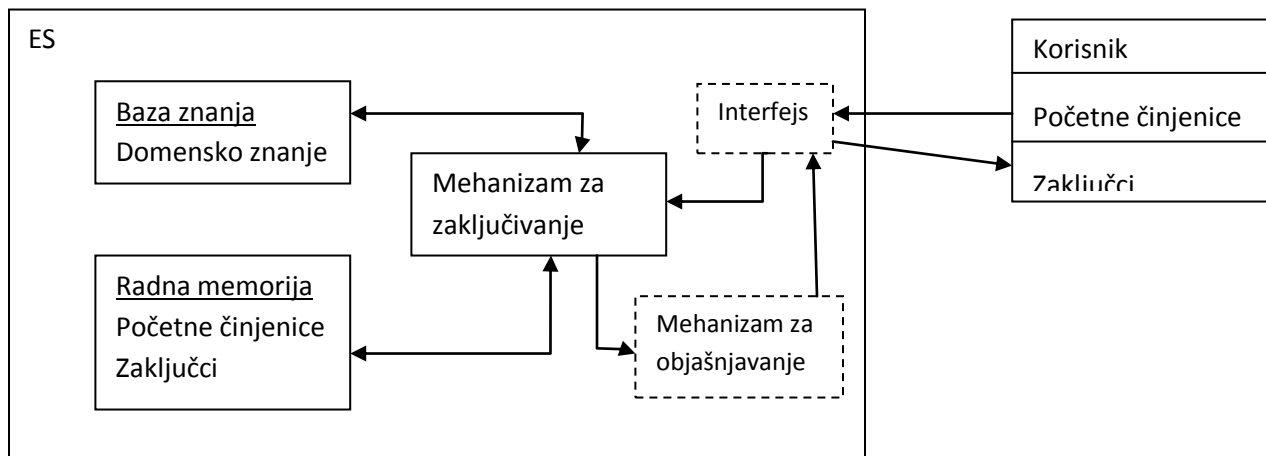 ES
Baza znanja
Domensko znanje
Radna memorija
Početne činjenice
Zaključci
Mehanizam za
zaključivanje
Interfejs
Mehanizam za
objašnjavanje
Korisnik
Početne činjenice
Zaključci